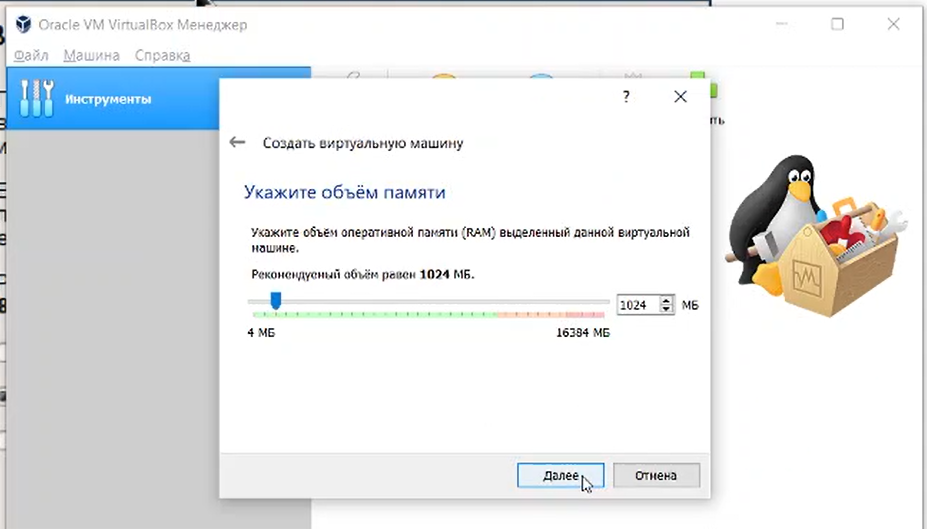 Oracle VM VirtualBox Менеджер
Файл Машина Справка
Инструменты
?
Создать виртуальную машину
Укажите объём памяти
Укажите объём оперативной памяти (RAM) выделенный данной виртуальной
машине.
Рекомендуемый объём равен 1024 МБ.
1024 МБ
4 МБ 16384 МБ
Далее Отмена